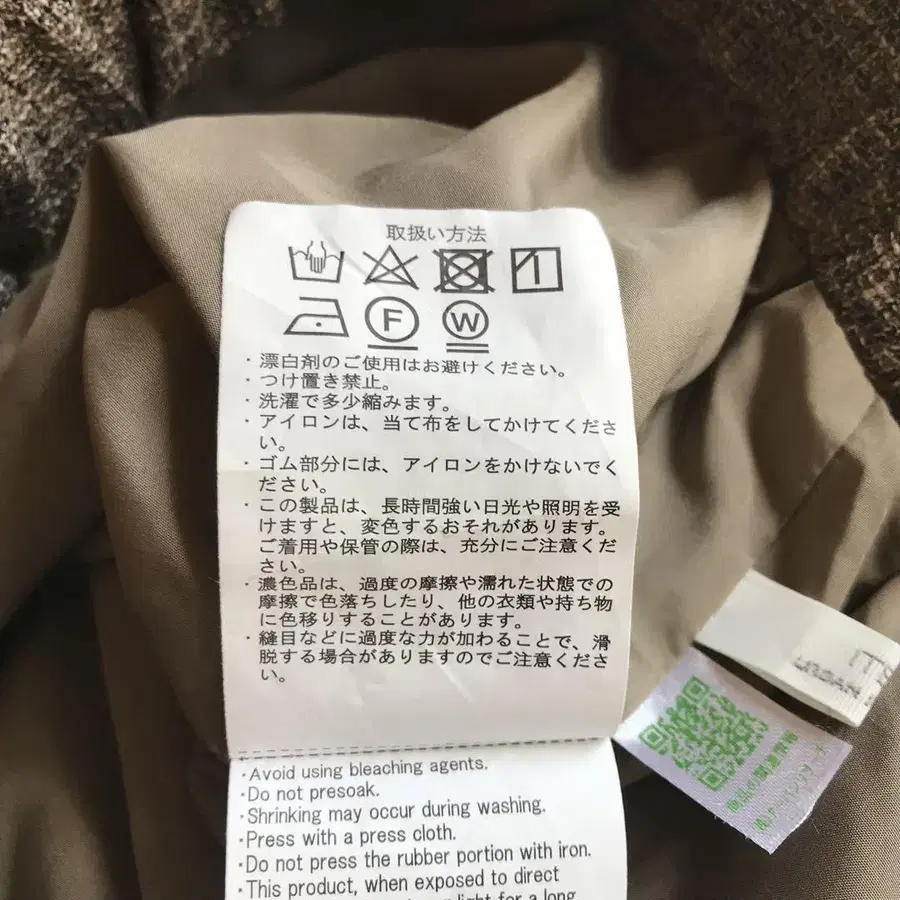 取扱い方法
F
W
・漂白剤のご使用はお避けください。
・つけ置き禁止。
・洗濯で多少縮みます。
・アイロンは、当て布をしてかけてくださ
い。
・ゴム部分には、アイロンをかけないでく
ださい。
・この製品は、長時間強い日光や照明を受
けますと、変色するおそれがあります。
ご着用や保管の際は、充分にご注意くだ
さい。
・濃色品は、過度の摩擦や濡れた状態での
摩擦で色落ちしたり、他の衣類や持ち物
に色移りすることがあります。
・縫目などに過度な力が加わることで、滑
脱する場合がありますのでご注意くださ
い。
・Avoid using bleaching agents.
・Do not presoak.
・Shrinking may occur during washing.
・Press with a press cloth.
・Do not press the rubber portion with iron.
・This product, when exposed to direct
light for a long
URBAN